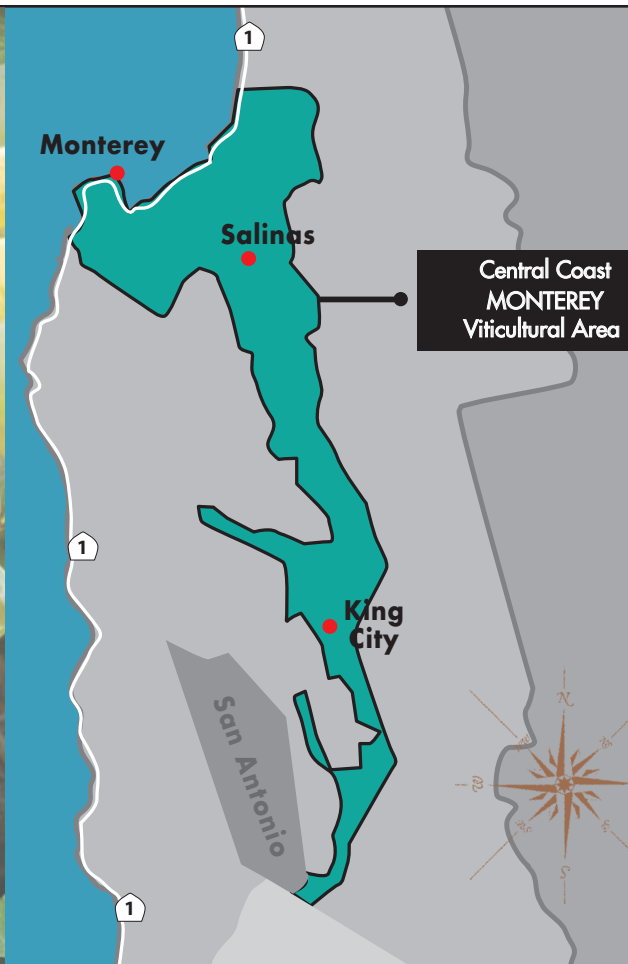 1
Monterey
Salinas
Central Coast
MONTEREY
Viticultural Area
1
King
City
San Antonio
N
S
1